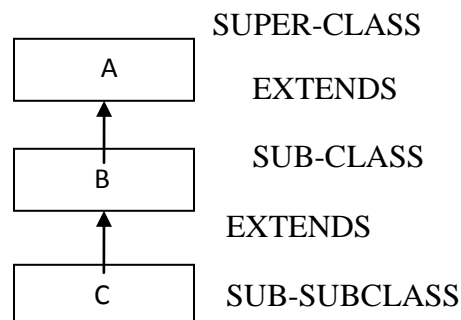 SUPER-CLASS
A
EXTENDS
SUB-CLASS
B
EXTENDS
C
SUB-SUBCLASS